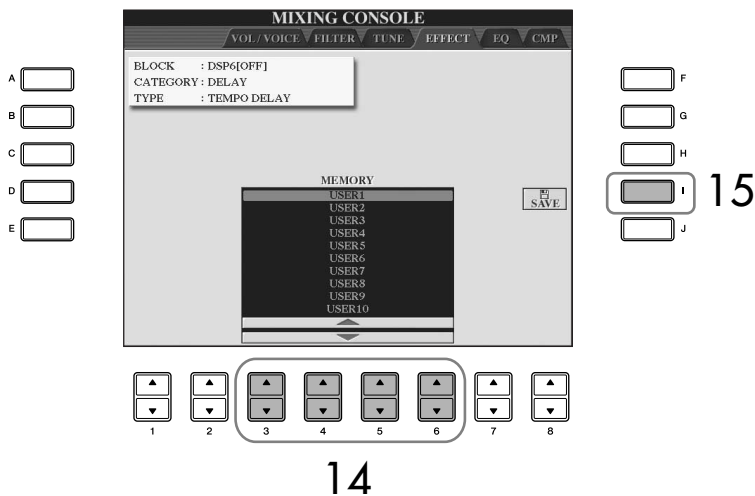 MIXING CONSOLE
VOL / VOICE FILTER TUNE EFFECT EQ CMP
BLOCK : DSP6[OFF]
CATEGORY : DELAY
TYPE : TEMPO DELAY
A
B
C
D
E
MEMORY
USER1
USER2
USER3
USER4
USER5
USER6
USER7
USER8
USER9
USER10
SAVE
F
G
H
I
J
15
1 2 3 4 5 6 7 8
14